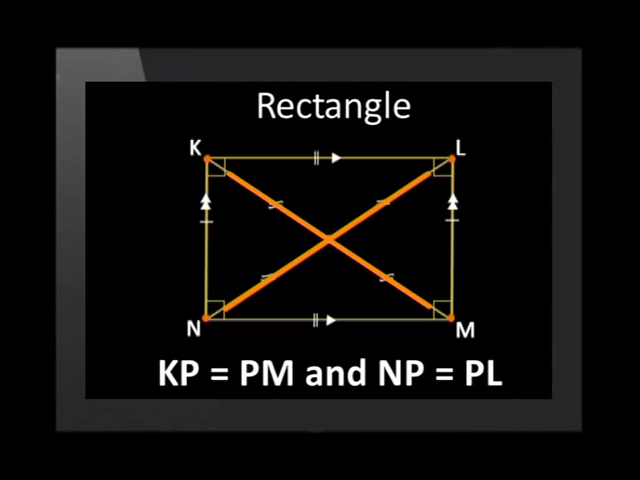 Rectangle
K
L
N
M
KP = PM and NP = PL